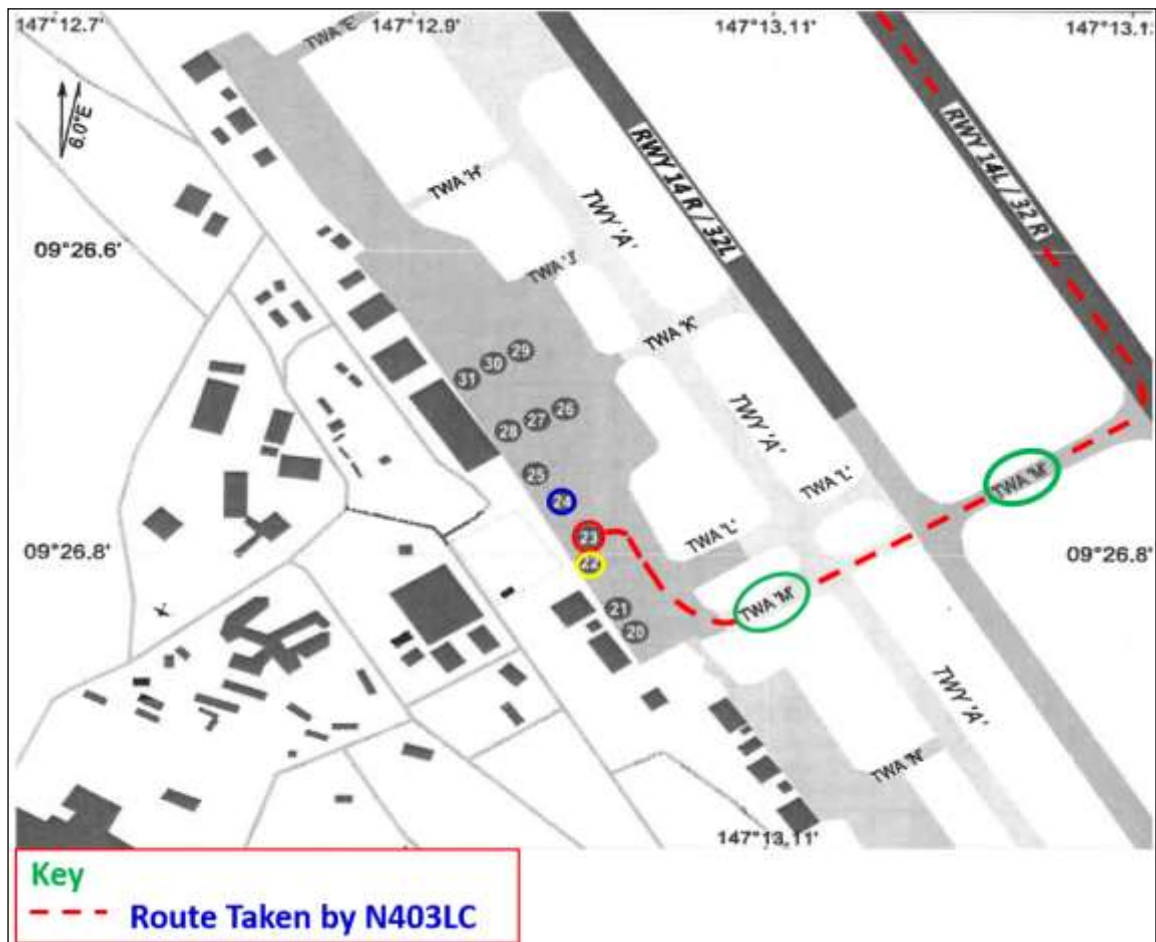 147°12.7'
147°12.9'
147°13.11'
147°13.1
6.0°E
TWA 'E'
TWA 'H'
TWY 'A'
RWY 14 R / 32L
RWY 14L / 32 R
09°26.6'
TWA 'J'
TWA 'K'
29
30
31
26
27
28
TWY 'A'
25
24
TWA 'L'
TWA 'M'
23
TWA 'L'
09°26.8'
09°26.8'
22
TWA 'M'
21
20
TWY 'A'
TWA 'N'
147°13.11'
Key
Route Taken by N403LC